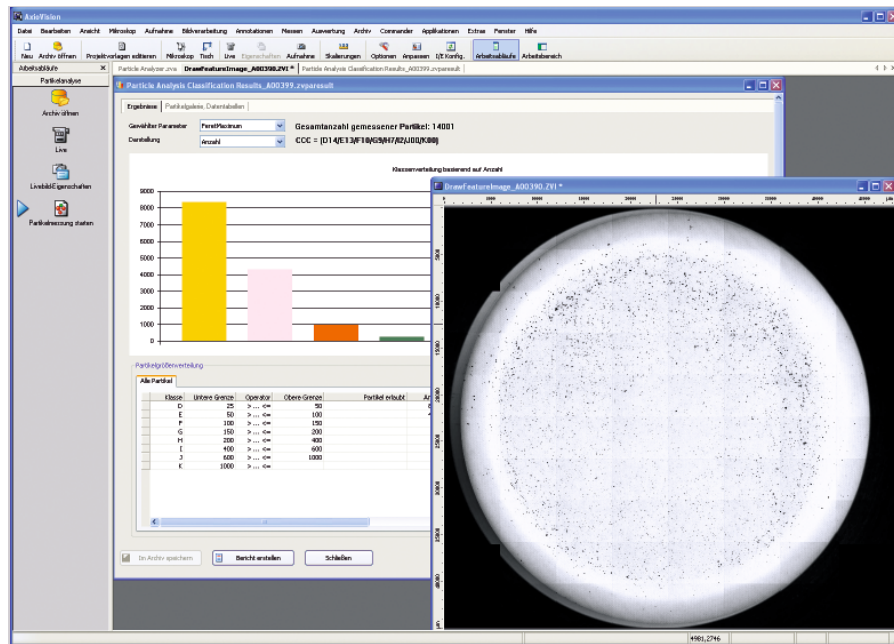 AxioVision
Datei Bearbeiten Ansicht Mikroskop Aufnahme Bildverarbeitung Annotationen Messen Auswertung Archiv Commander Applikationen Extras Fenster Hilfe
Neu Archiv öffnen Projektvorlagen editieren Mikroskop Tisch Live Eigenschaften Aufnahme Skalierungen Optionen Anpassen I/E Konfig. Arbeitsabläufe Arbeitsbereich
Arbeitsabläufe X Particle Analyzer.zva DrawFeatureImage_A00390.ZVI * Particle Analysis Classification Results_A00399.zvparesult
Partikelanalyse
Archiv öffnen
Live
Livebild-Eigenschaften
Partikelmessung starten
Particle Analysis Classification Results_A00399.zvparesult
Ergebnisse Partikelgalerie, Datentabellen
Gewählter Parameter FeretMaximum Gesamtanzahl gemessener Partikel: 14001
Darstellung Anzahl CCC = (D14/E13/F10/G9/H7/I2/J00/K00)
Klassenverteilung basierend auf Anzahl
9000
8000
7000
6000
5000
4000
3000
2000
1000
0
Partikelgrößenverteilung
Alle Partikel
Klasse Untere Grenze Operator Obere Grenze Partikel erlaubt
D 25 > ... <= 50
E 50 > ... <= 100
F 100 > ... <= 150
G 150 > ... <= 200
H 200 > ... <= 400
I 400 > ... <= 600
J 600 > ... <= 1000
K 1000 > ... <=
Im Archiv speichern Bericht erstellen Schließen
DrawFeatureImage_A00390.ZVI *
4981,2746